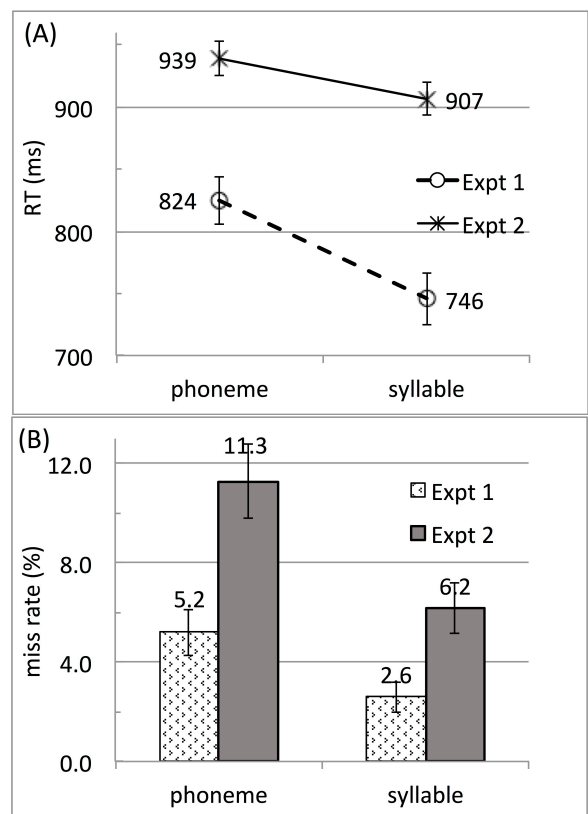 (A)
939
900
907
RT (ms)
Expt 1
824
Expt 2
800
746
700
phoneme syllable
(B)
11.3
12.0
Expt 1
Expt 2
8.0
miss rate (%)
6.2
5.2
4.0
2.6
0.0
phoneme syllable